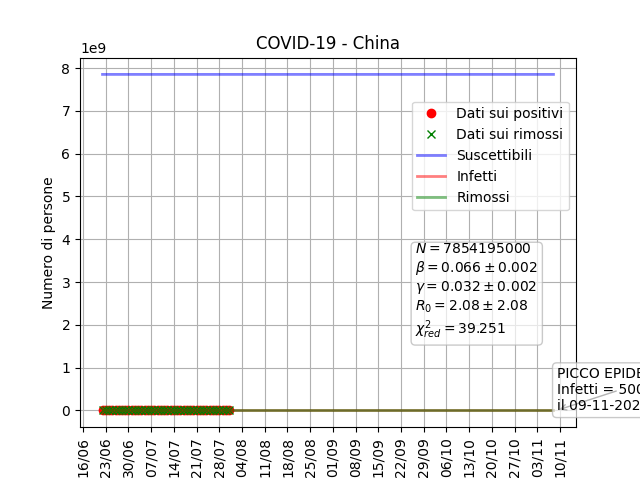 COVID-19 - China
1e9
8
7
6
5
4
3
2
1
0
Numero di persone
Dati sui positivi
Dati sui rimossi
Suscettibili
Infetti
Rimossi
N = 7854195000
β = 0.066 ± 0.002
γ = 0.032 ± 0.002
R₀ = 2.08 ± 2.08
χ²_red = 39.251
PICCO EPIDE
Infetti = 500
il 09-11-202
16/06
23/06
30/06
07/07
14/07
21/07
28/07
04/08
11/08
18/08
25/08
01/09
08/09
15/09
22/09
29/09
06/10
13/10
20/10
27/10
03/11
10/11